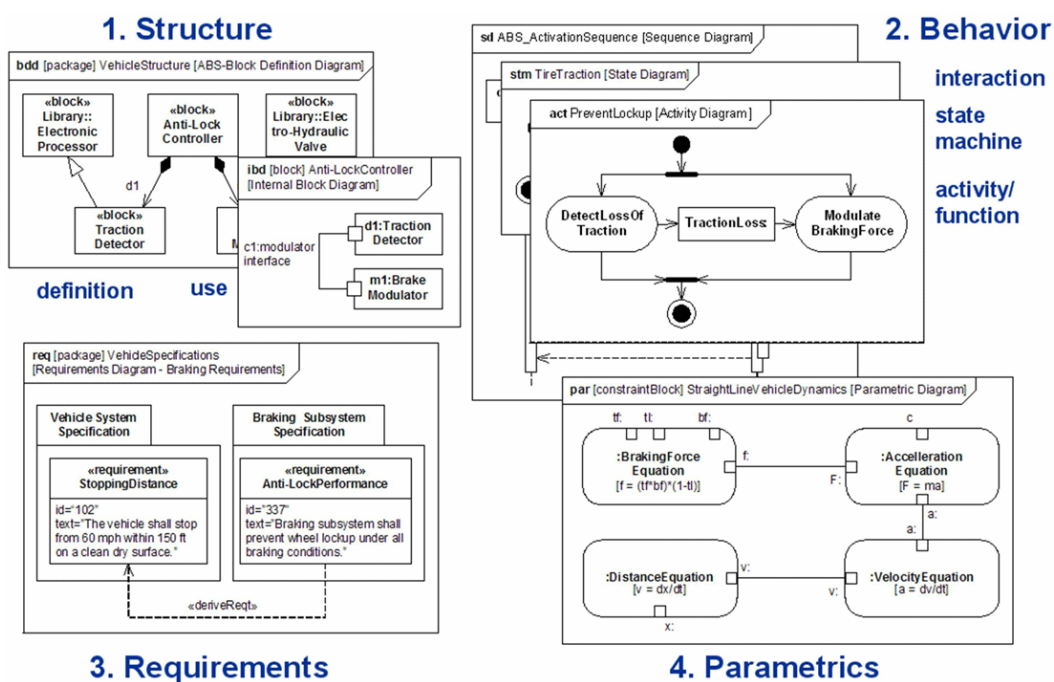 1. Structure
bdd [package] VehicleStructure [ABS-Block Definition Diagram]
«block»
Library::
Electronic
Processor
«block»
Anti-Lock
Controller
«block»
Library::Elec
tro-Hydraulic
Valve
d1
«block»
Traction
Detector
M
ibd [block] Anti-LockController
[Internal Block Diagram]
c1:modulator
interface
d1:Traction
Detector
m1:Brake
Modulator
definition
use
2. Behavior
sd ABS_ActivationSequence [Sequence Diagram]
stm TireTraction [State Diagram]
act PreventLockup [Activity Diagram]
DetectLossOf
Traction
TractionLoss:
Modulate
BrakingForce
interaction
state
machine
activity/
function
req [package] VehicleSpecifications
[Requirements Diagram - Braking Requirements]
Vehicle System
Specification
«requirement»
StoppingDistance
id=“102”
text=”The vehicle shall stop
from 60 mph within 150 ft
on a clean dry surface.”
Braking Subsystem
Specification
«requirement»
Anti-LockPerformance
id=”337"
text=”Braking subsystem shall
prevent wheel lockup under all
braking conditions.”
«deriveReqt»
3. Requirements
par [constraintBlock] StraightLineVehicleDynamics [Parametric Diagram]
tf:
tl:
bf:
:BrakingForce
Equation
[f = (tf*bf)*(1-tl)]
f:
F:
c
:Accelleration
Equation
[F = ma]
a:
a:
:DistanceEquation
[v = dx/dt]
v:
v:
:VelocityEquation
[a = dv/dt]
x:
4. Parametrics